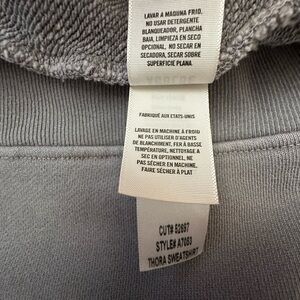 LAVAR A MAQUINA FRIO.
NO USAR DETERGENTE
BLANQUEADOR, PLANCHA
BAJA, LIMPIEZA EN SECO
OPCIONAL, NO SECAR EN
SECADORA, SECAR SOBRE
SUPERFICIE PLANA.
FABRIQUÉ AUX ETATS-UNIS
LAVAGE EN MACHINE À FROID
NE PAS UTILISER D'AGENTS
DE BLANCHIMENT, FER À BASSE
TEMPÉRATURE, NETTOYAGE A
SEC EN OPTIONNEL, NE
PAS SÉCHER EN MACHINE.
FAIRE SÉCHER À PLAT
CUT# 82697
STYLE# A7083
THORA SWEATSHIRT